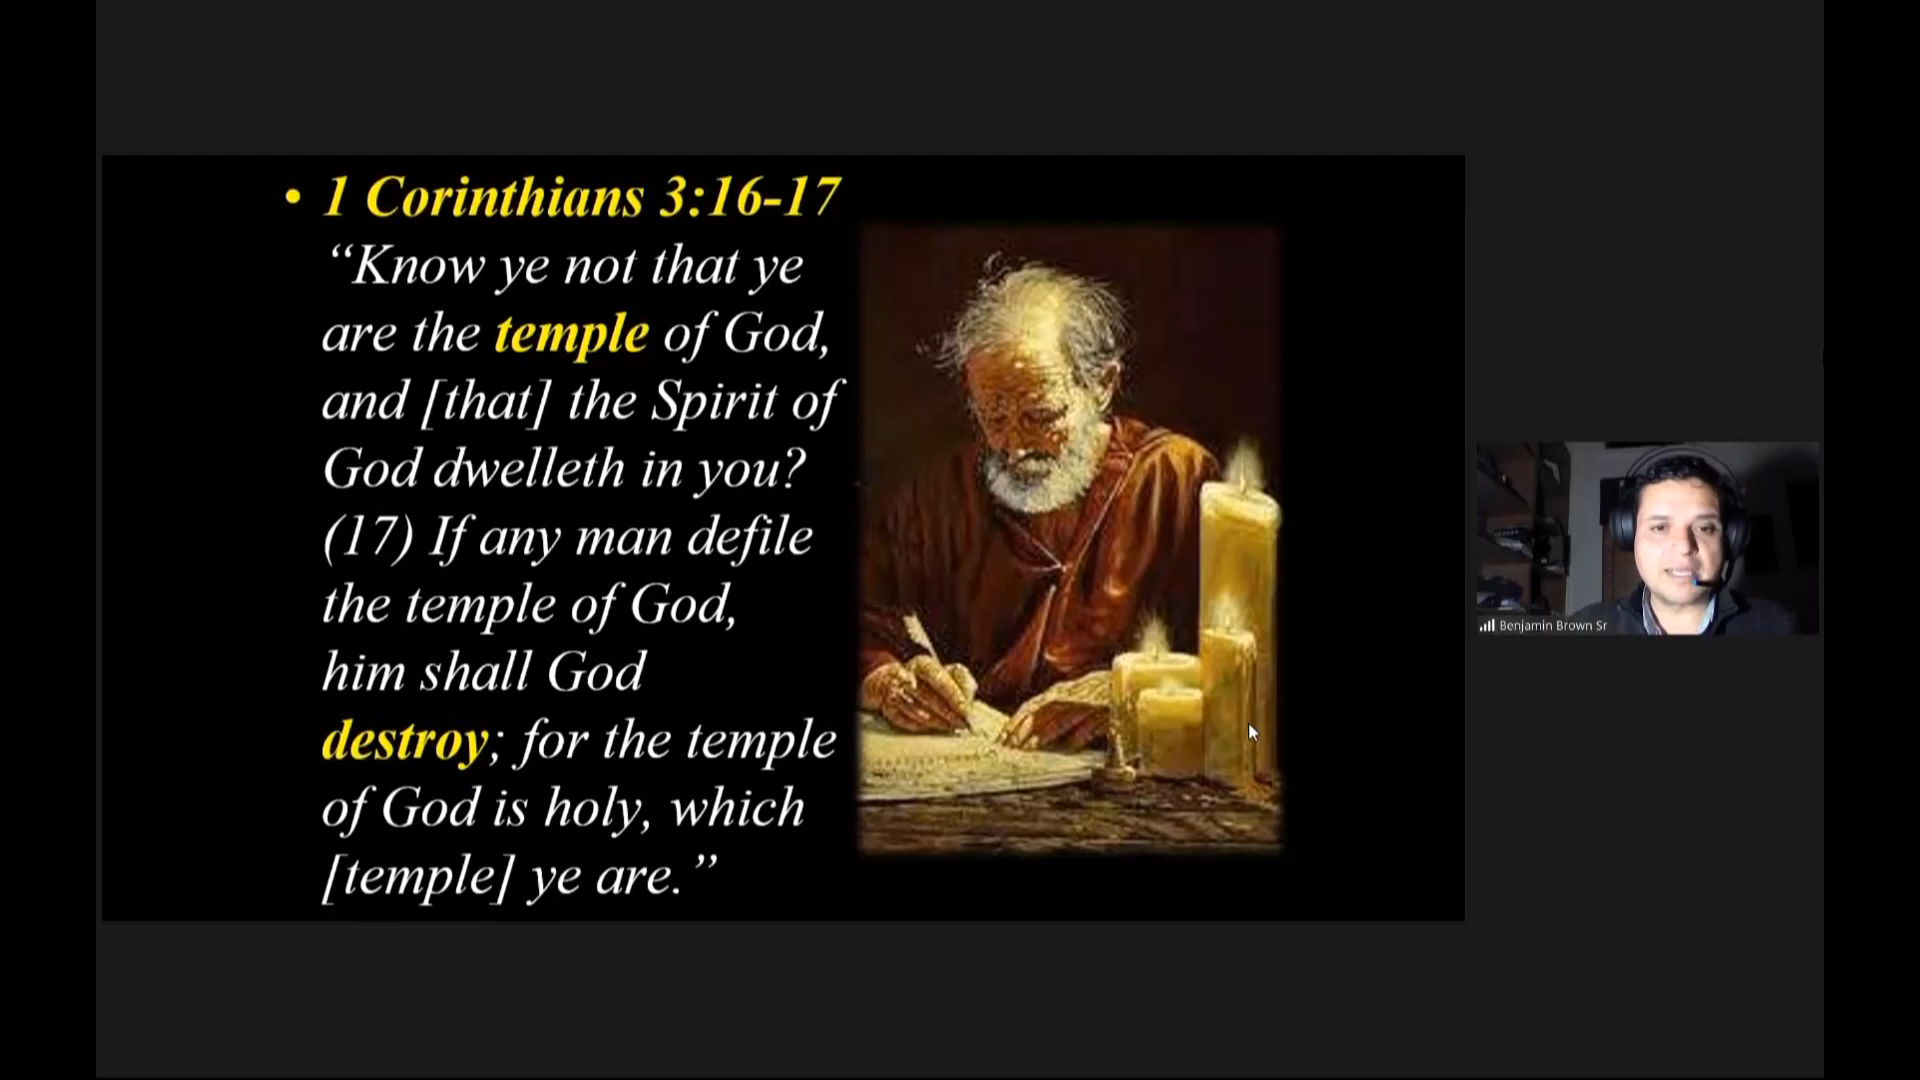 • 1 Corinthians 3:16-17
“Know ye not that ye
are the temple of God,
and [that] the Spirit of
God dwelleth in you?
(17) If any man defile
the temple of God,
him shall God
destroy; for the temple
of God is holy, which
[temple] ye are.”
Benjamin Brown Sr